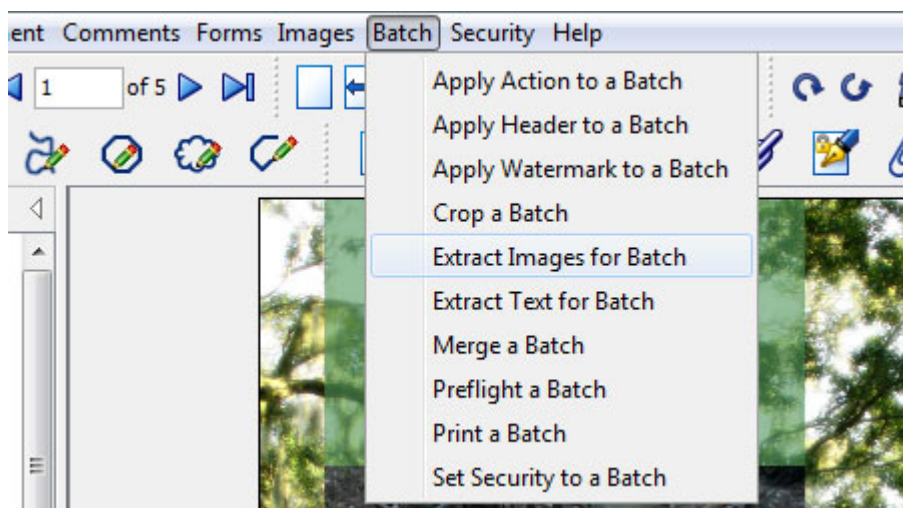 ent Comments Forms Images Batch Security Help
1 of 5
Apply Action to a Batch
Apply Header to a Batch
Apply Watermark to a Batch
Crop a Batch
Extract Images for Batch
Extract Text for Batch
Merge a Batch
Preflight a Batch
Print a Batch
Set Security to a Batch